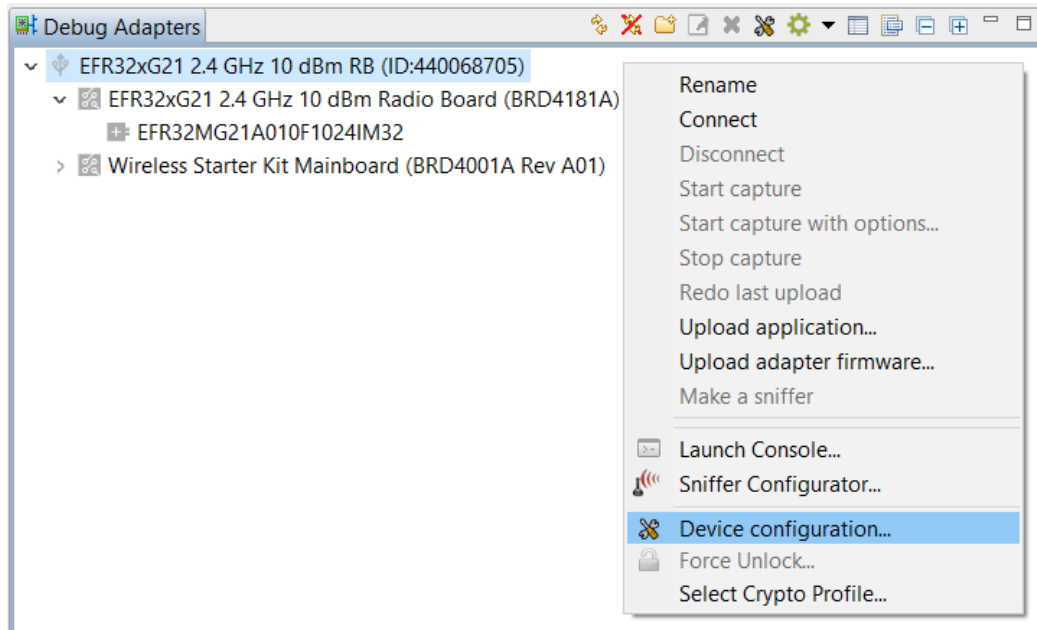 Debug Adapters
EFR32xG21 2.4 GHz 10 dBm RB (ID:440068705)
EFR32xG21 2.4 GHz 10 dBm Radio Board (BRD4181A)
EFR32MG21A010F1024IM32
Wireless Starter Kit Mainboard (BRD4001A Rev A01)
Rename
Connect
Disconnect
Start capture
Start capture with options...
Stop capture
Redo last upload
Upload application...
Upload adapter firmware...
Make a sniffer
Launch Console...
Sniffer Configurator...
Device configuration...
Force Unlock...
Select Crypto Profile...